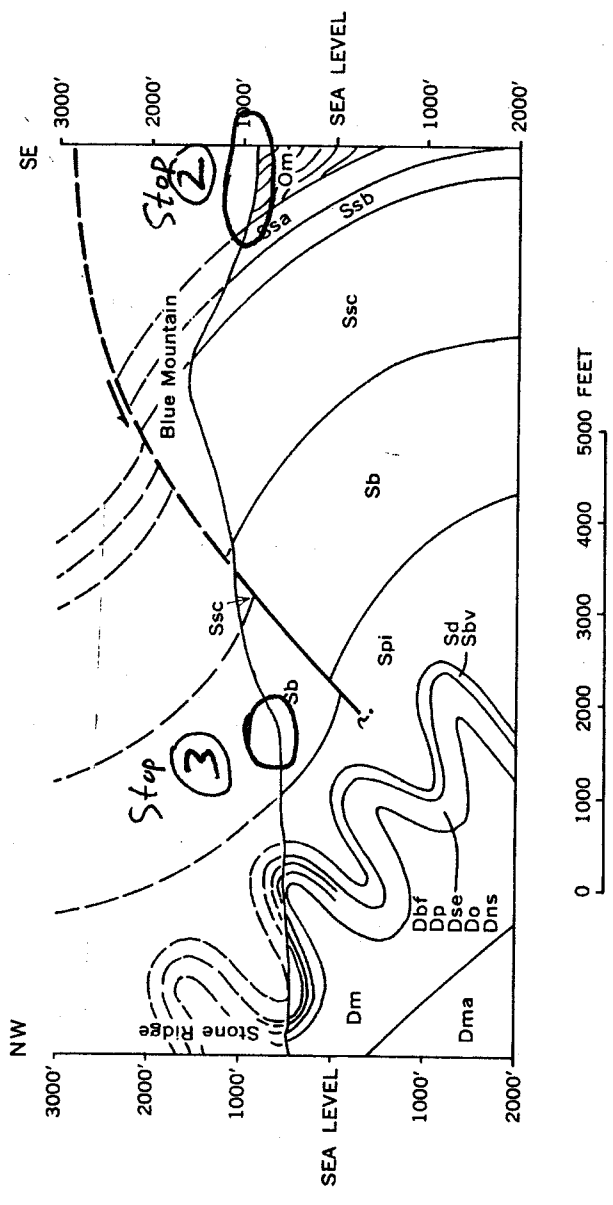 NW
SE
3000'
2000'
1000'
SEA LEVEL
1000'
2000'
3000'
2000'
1000'
SEA LEVEL
1000'
2000'
Stop
3
Stop
2
Stone Ridge
Blue Mountain
Ssc
Sb
Om
Ssa
Ssb
Ssc
Sb
Spi
Sd
Sbv
?
Dbf
Dp
Dse
Do
Dns
Dm
Dma
0
1000
2000
3000
4000
5000 FEET